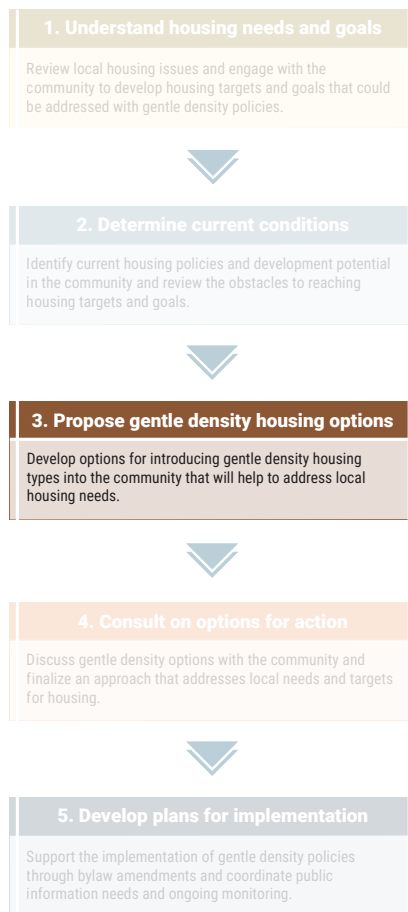 1. Understand housing needs and goals
Review local housing issues and engage with the
community to develop housing targets and goals that could
be addressed with gentle density policies.
2. Determine current conditions
Identify current housing policies and development potential
in the community and review the obstacles to reaching
housing targets and goals.
3. Propose gentle density housing options
Develop options for introducing gentle density housing
types into the community that will help to address local
housing needs.
4. Consult on options for action
Discuss gentle density options with the community and
finalize an approach that addresses local needs and targets
for housing.
5. Develop plans for implementation
Support the implementation of gentle density policies
through bylaw amendments and coordinate public
information needs and ongoing monitoring.